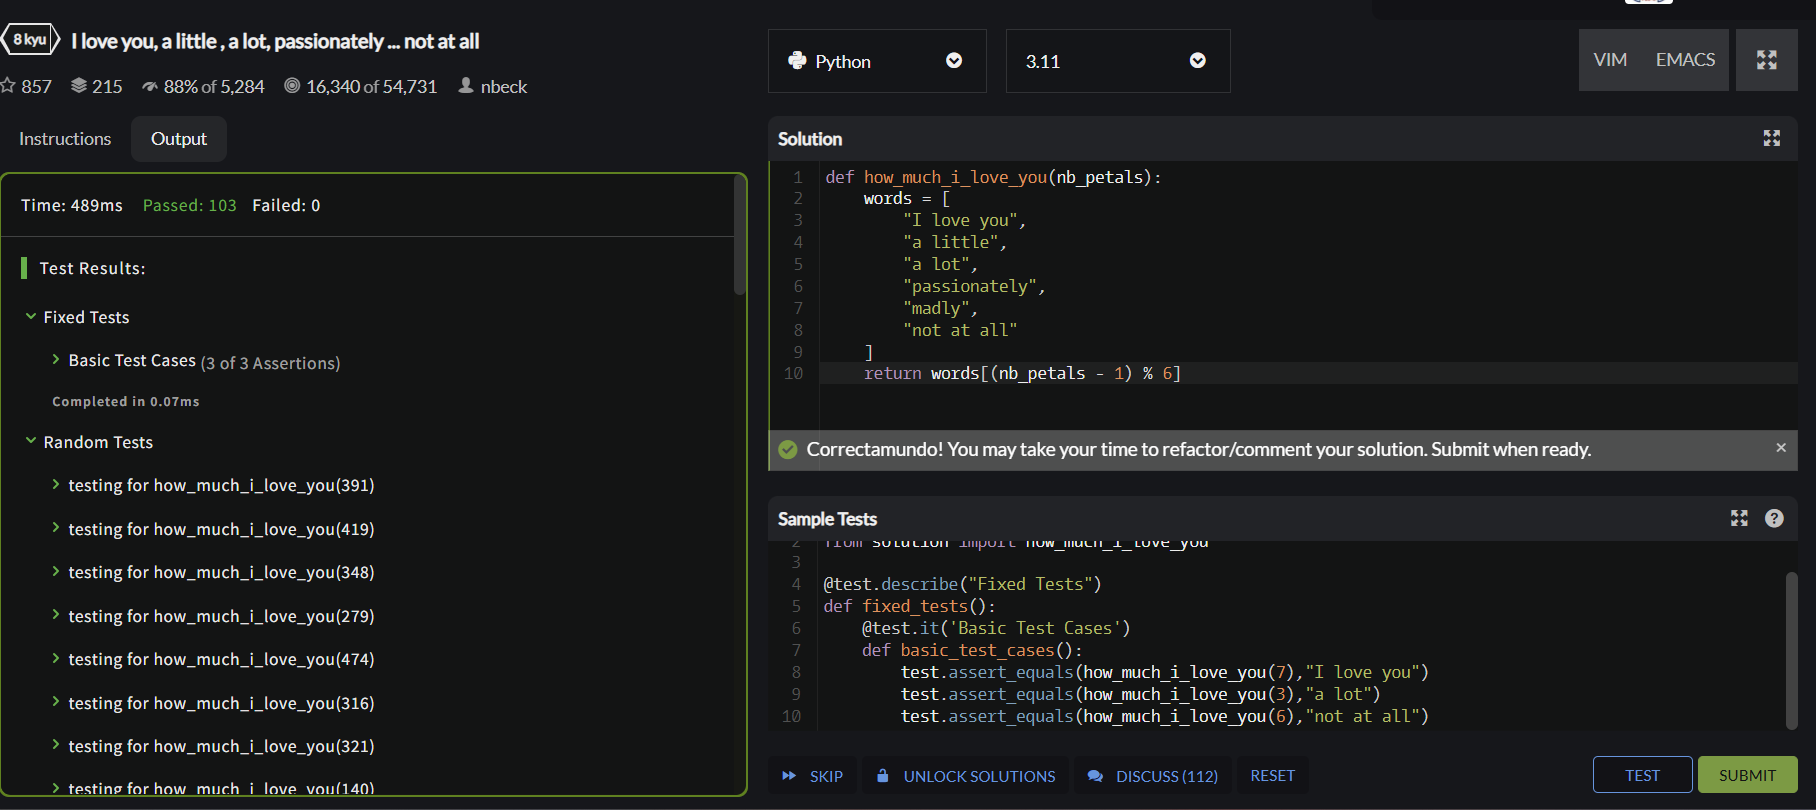 8 kyu
I love you, a little , a lot, passionately ... not at all
857 215 88% of 5,284 16,340 of 54,731 nbeck
Instructions Output
Time: 489ms Passed: 103 Failed: 0
Test Results:
Fixed Tests
Basic Test Cases (3 of 3 Assertions)
Completed in 0.07ms
Random Tests
testing for how_much_i_love_you(391)
testing for how_much_i_love_you(419)
testing for how_much_i_love_you(348)
testing for how_much_i_love_you(279)
testing for how_much_i_love_you(474)
testing for how_much_i_love_you(316)
testing for how_much_i_love_you(321)
testing for how_much_i_love_you(140)
Python 3.11 VIM EMACS
Solution
1 def how_much_i_love_you(nb_petals):
2 words = [
3 "I love you",
4 "a little",
5 "a lot",
6 "passionately",
7 "madly",
8 "not at all"
9 ]
10 return words[(nb_petals - 1) % 6]
Correctamundo! You may take your time to refactor/comment your solution. Submit when ready. ×
Sample Tests
2 from solution import how_much_i_love_you
3
4 @test.describe("Fixed Tests")
5 def fixed_tests():
6 @test.it('Basic Test Cases')
7 def basic_test_cases():
8 test.assert_equals(how_much_i_love_you(7),"I love you")
9 test.assert_equals(how_much_i_love_you(3),"a lot")
10 test.assert_equals(how_much_i_love_you(6),"not at all")
SKIP UNLOCK SOLUTIONS DISCUSS (112) RESET TEST SUBMIT